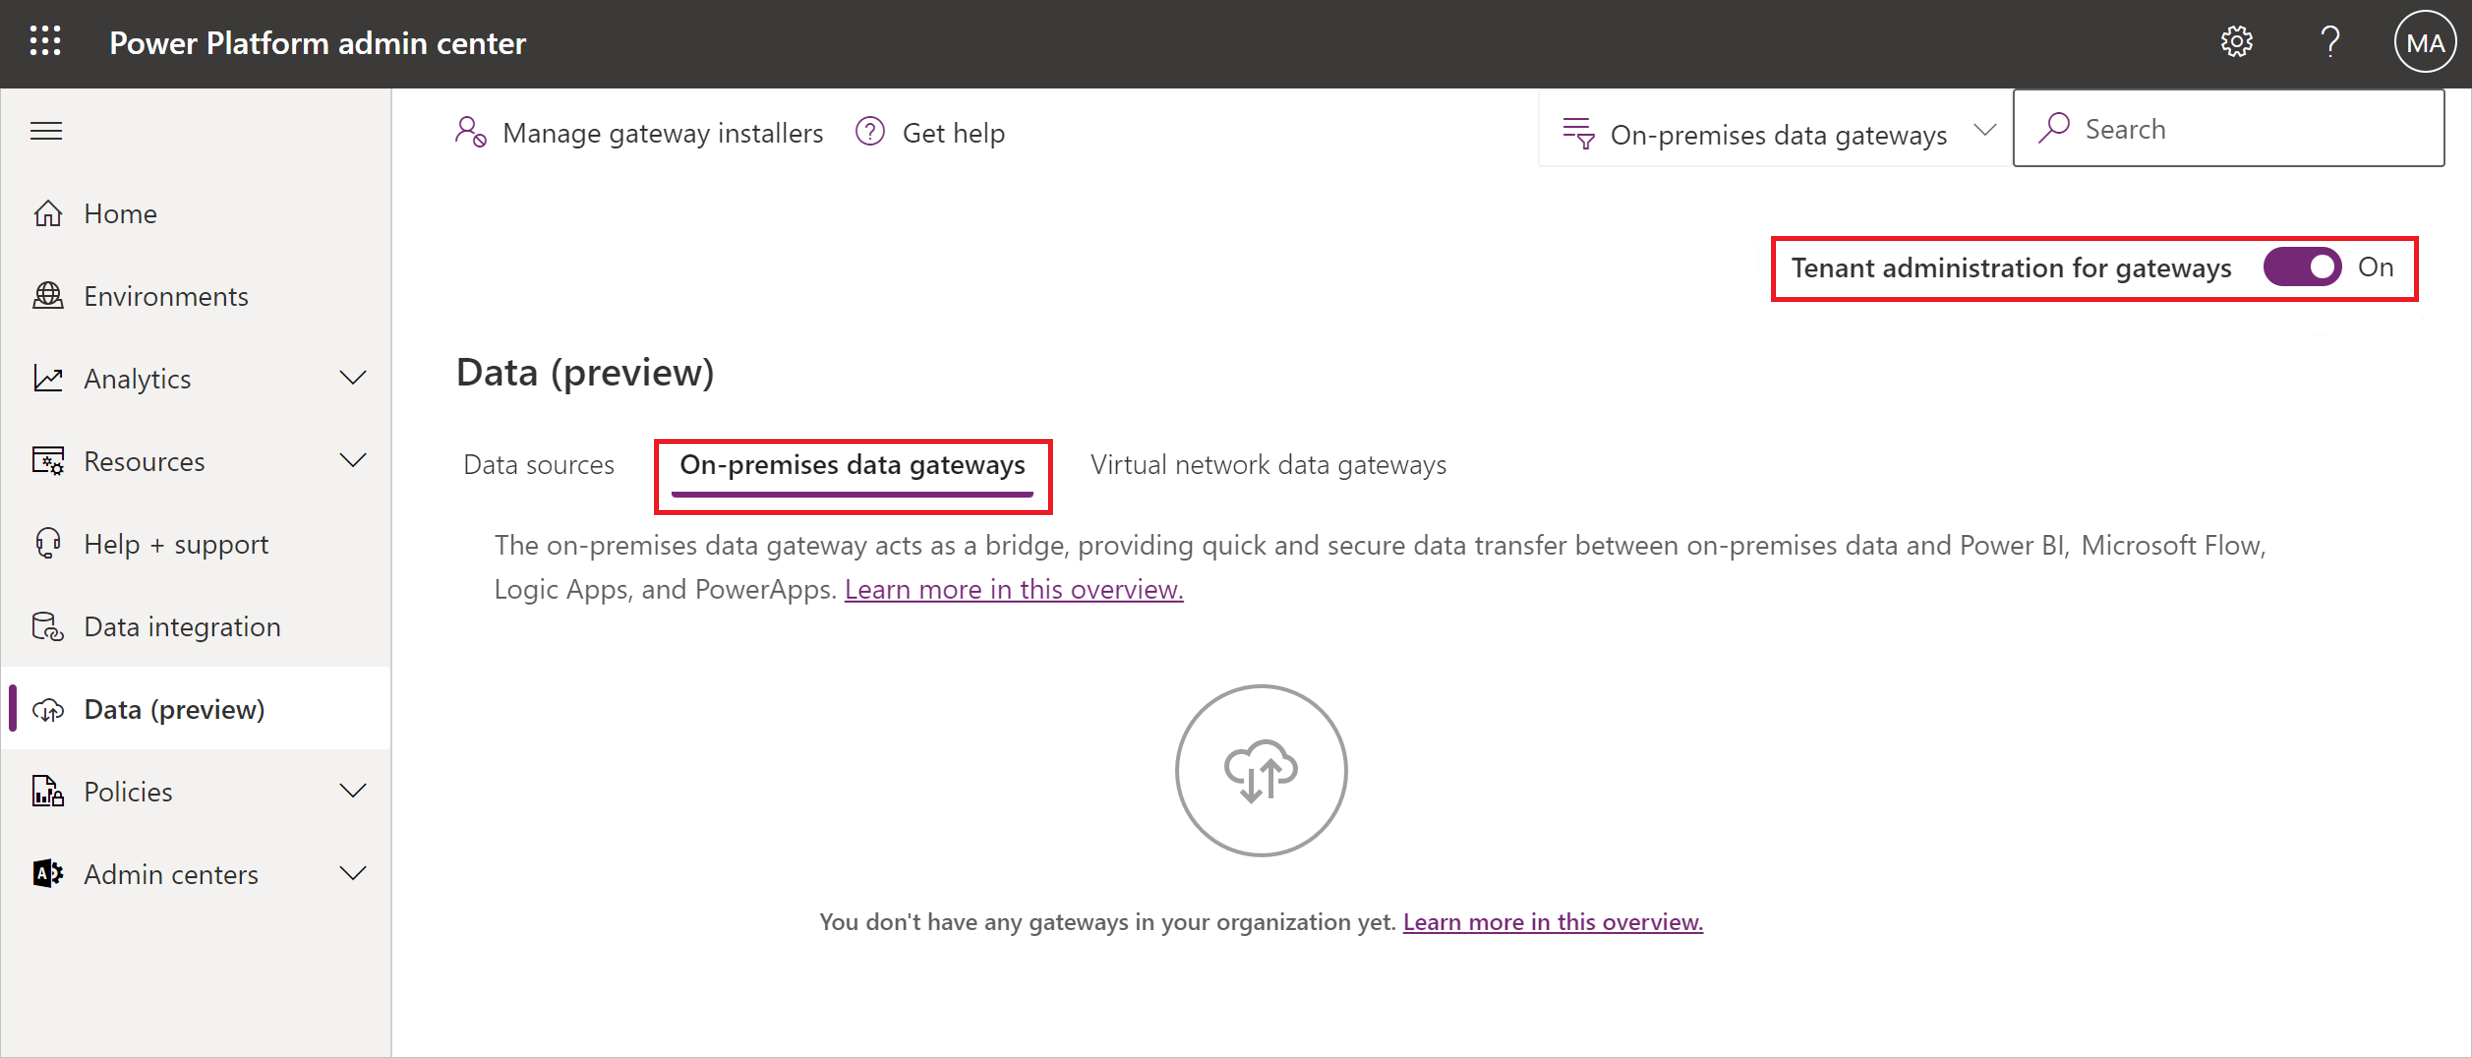 Power Platform admin center
?
MA
Manage gateway installers
? Get help
On-premises data gateways
Search
Home
Tenant administration for gateways
On
Environments
Analytics
Data (preview)
Resources
Data sources
On-premises data gateways
Virtual network data gateways
Help + support
The on-premises data gateway acts as a bridge, providing quick and secure data transfer between on-premises data and Power BI, Microsoft Flow,
Logic Apps, and PowerApps. Learn more in this overview.
Data integration
Data (preview)
Policies
A Admin centers
You don't have any gateways in your organization yet. Learn more in this overview.